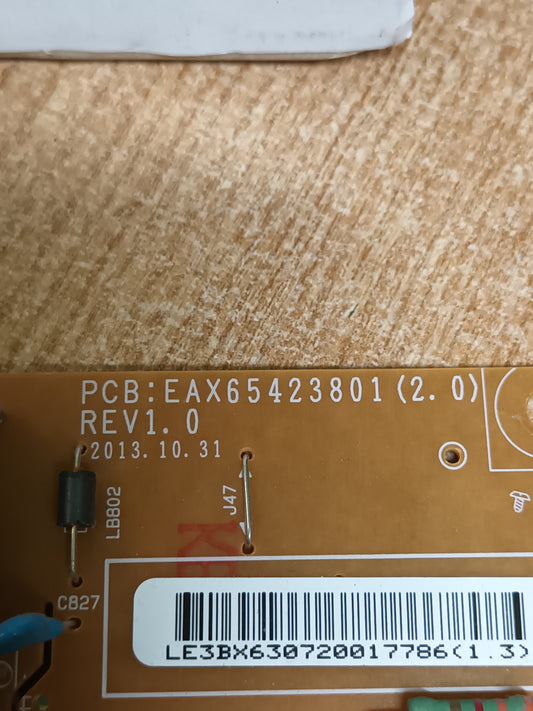 PCB:EAX65423801(2.0)
REV1.0
2013.10.31
LB802
J47
C827
LE3BX630720017786(1.3)